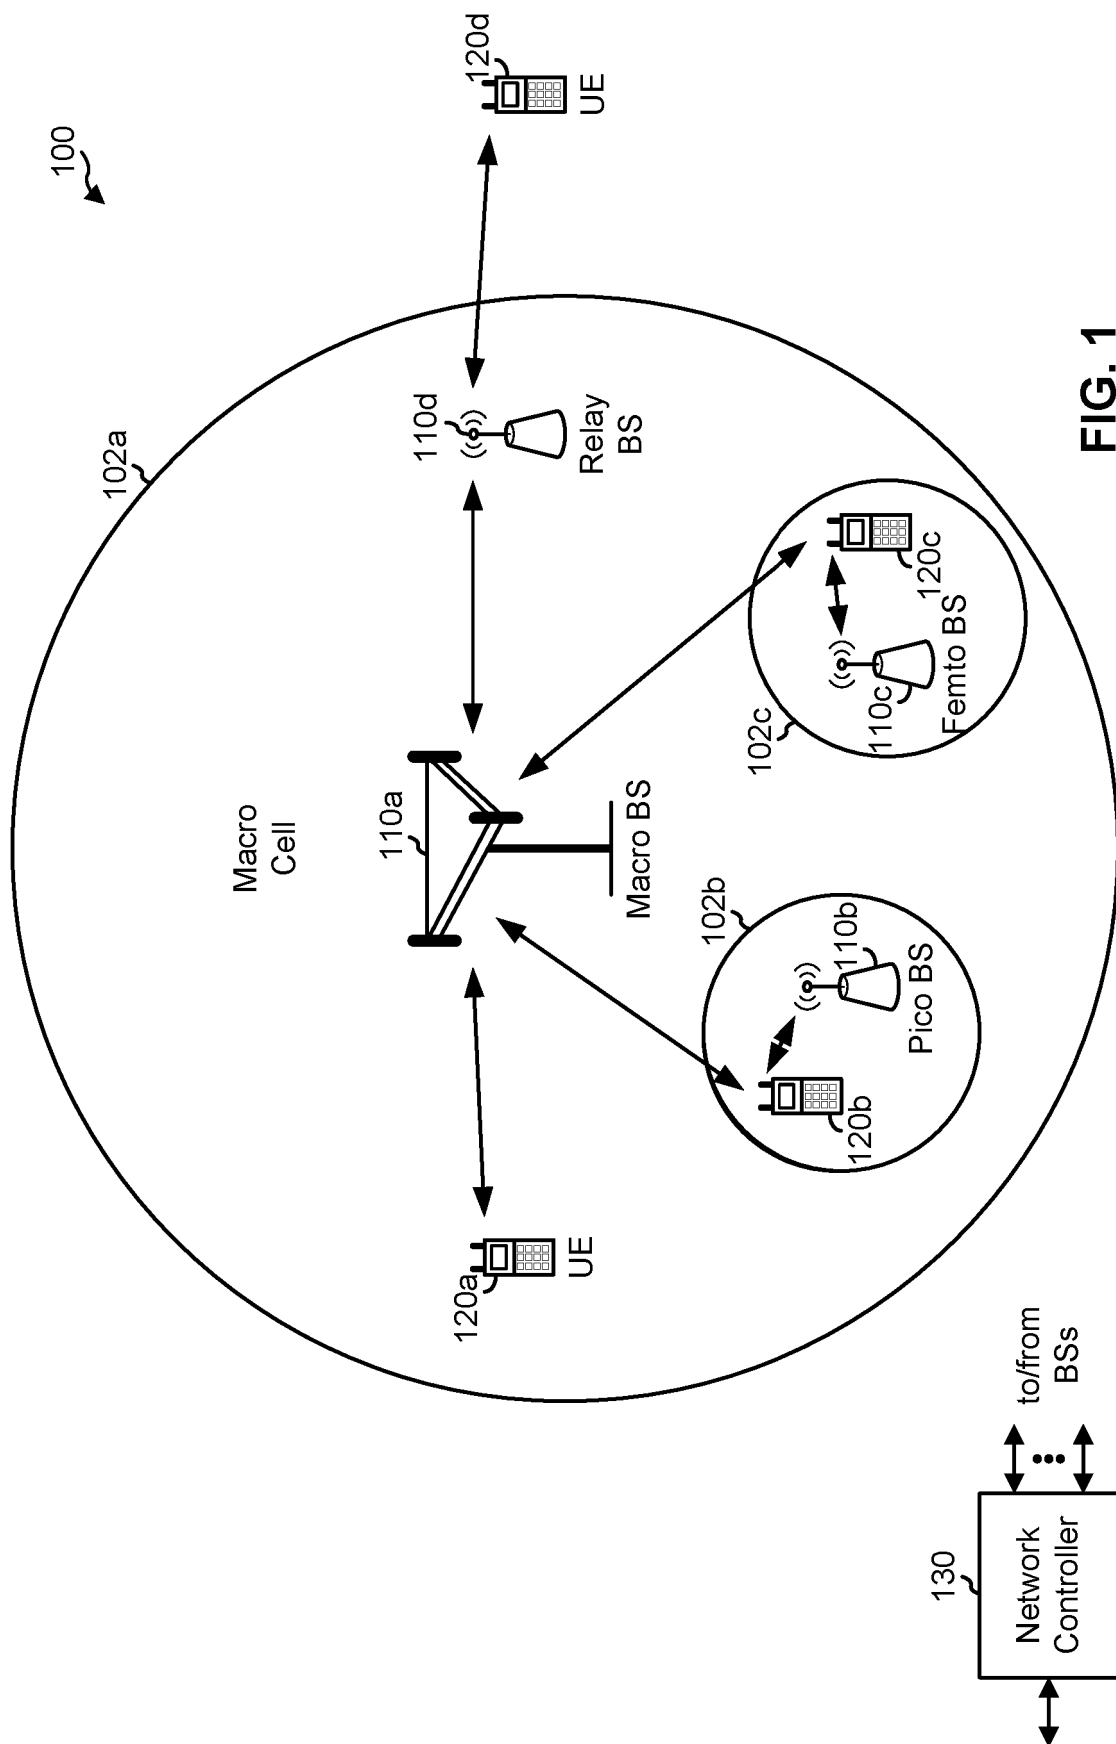 100
102a
Macro
Cell
110a
110d
120d
120a
UE
Macro BS
Relay
BS
UE
102b
102c
110b
120b
Pico BS
110c
120c
Femto BS
130
Network
Controller
to/from
BSs
FIG. 1